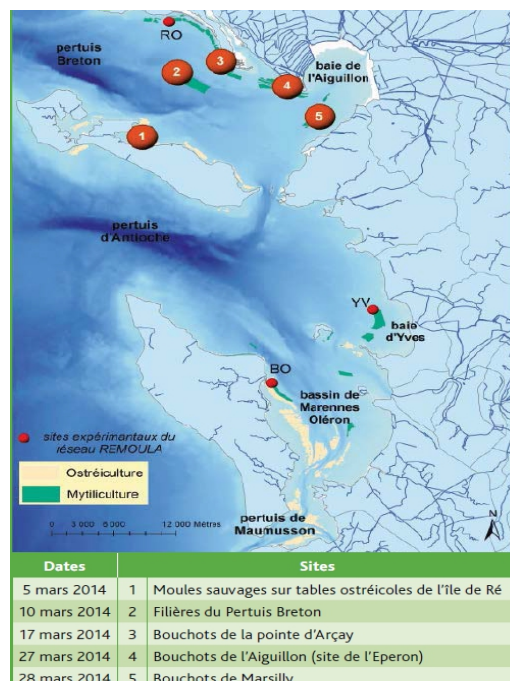 RO
pertuis
Breton
3
2
baie de
l'Aiguillon
4
5
1
pertuis
d'Antioche
YV
baie
d'Yves
BO
bassin de
Marennes
Oléron
sites expérimantaux du
réseau REMOULA
Ostréiculture
Mytiliculture
0 3 000 6 000 12 000 Mètres
pertuis de
Maumusson
N
Dates Sites
5 mars 2014 1 Moules sauvages sur tables ostréicoles de l'île de Ré
10 mars 2014 2 Filières du Pertuis Breton
17 mars 2014 3 Bouchots de la pointe d'Arçay
27 mars 2014 4 Bouchots de l'Aiguillon (site de l'Eperon)
28 mars 2014 5 Bouchots de Marsilly